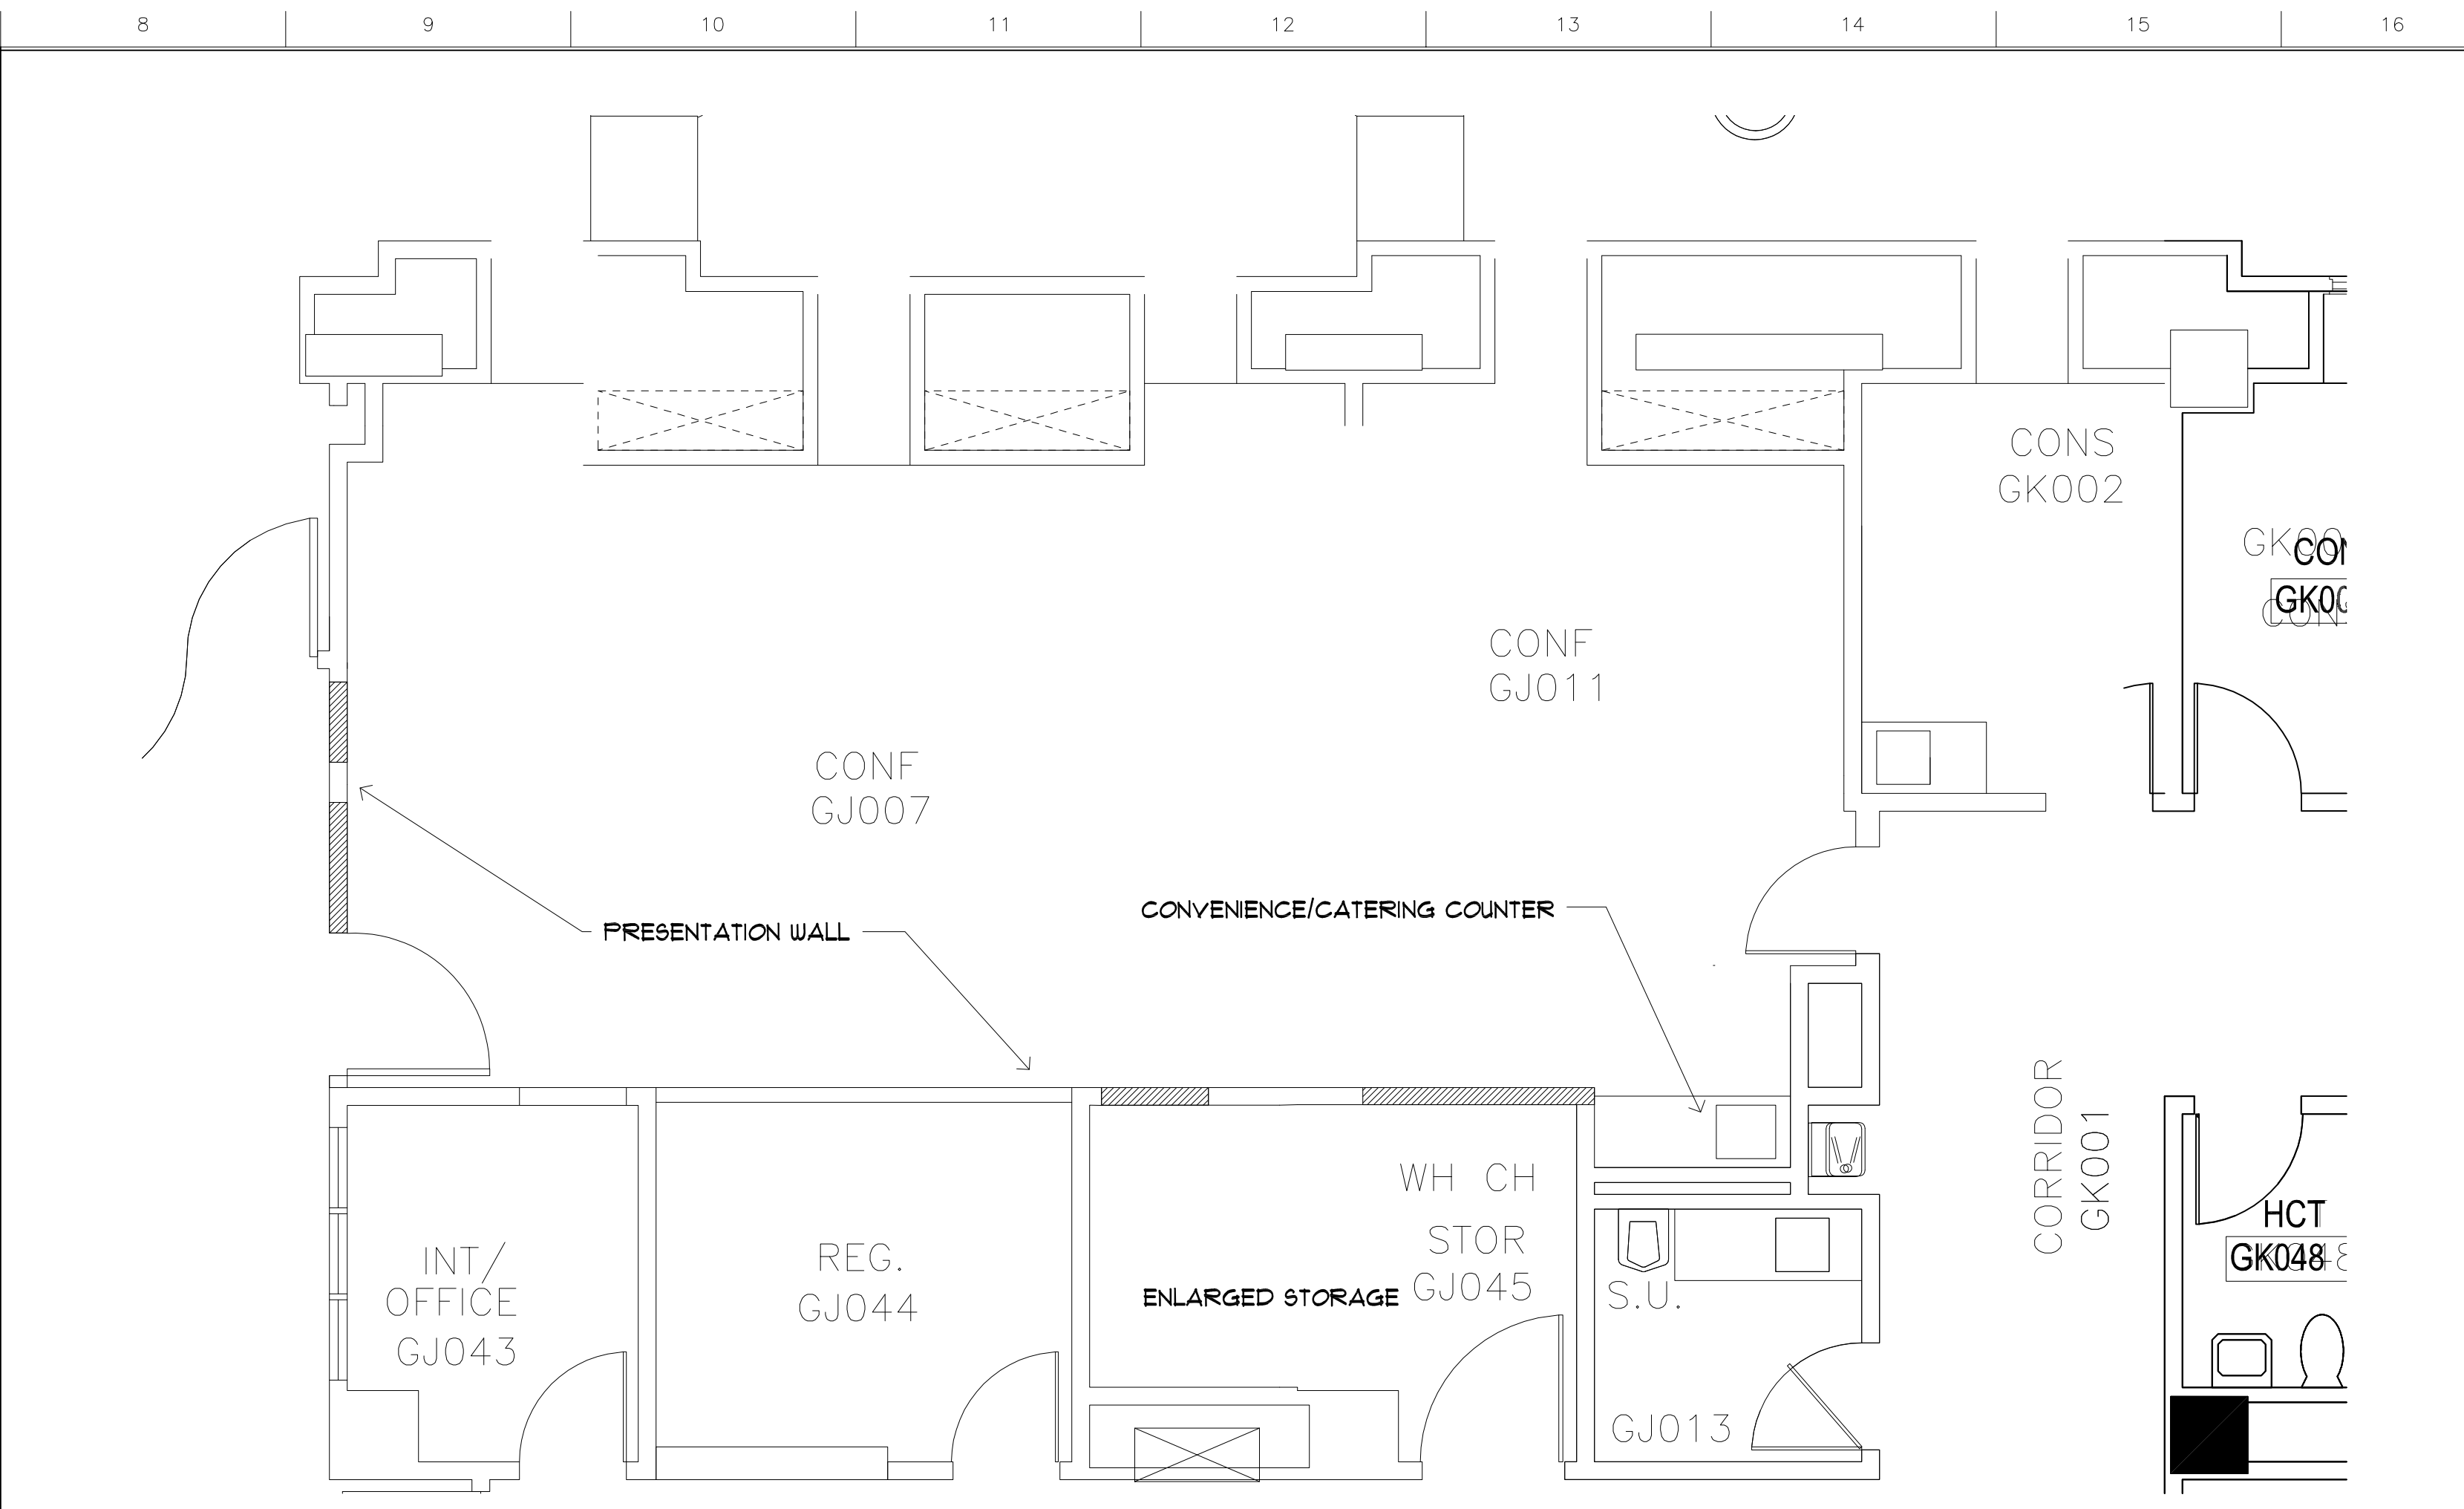 8 9 10 11 12 13 14 15 16
CONS
GK002
CONF
GJ011
CONF
GJ007
PRESENTATION WALL
CONVENIENCE/CATERING COUNTER
CORRIDOR
GK001
WH CH
STOR
GJ045
ENLARGED STORAGE
INT/
OFFICE
GJ043
REG.
GJ044
S.U.
GJ013
HCT
GK048